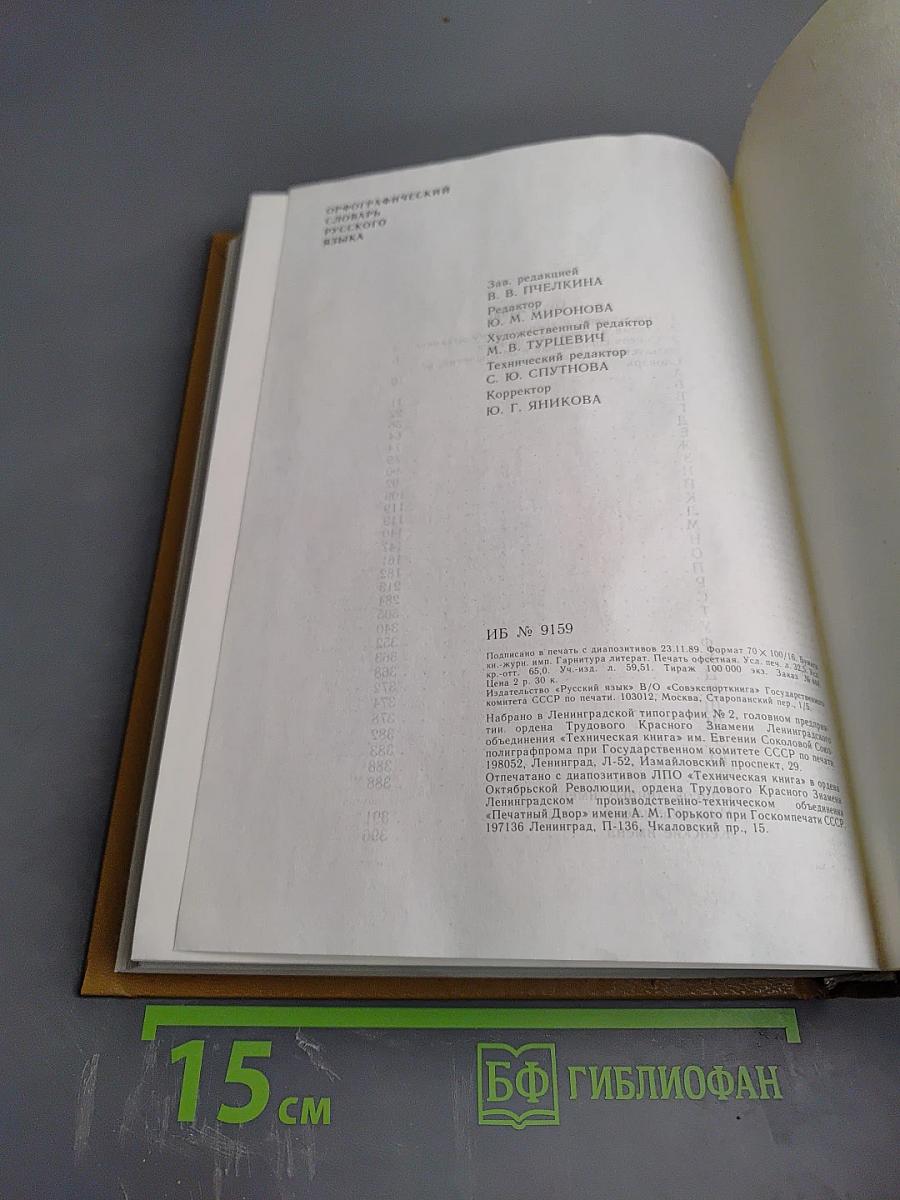 ОРФОГРАФИЧЕСКИЙ
СЛОВАРЬ
РУССКОГО
ЯЗЫКА
Зав. редакцией
В. В. ПЧЕЛКИНА
Редактор
Ю. М. МИРОНОВА
Художественный редактор
М. В. ТУРЦЕВИЧ
Технический редактор
С. Ю. СПУТНОВА
Корректор
Ю. Г. ЯНИКОВА
ИБ № 9159
Подписано в печать с диапозитивов 23.11.89. Формат 70 × 100/16. Бумага
кн.-журн. имп. Гарнитура литерат. Печать офсетная. Усл. печ. л. 32,5. Усл.
кр.-отт. 65,0. Уч.-изд. л. 59,51. Тираж 100 000 экз. Заказ №
Цена 2 р. 30 к.
Издательство «Русский язык» В/О «Совэкспорткнига» Государственного
комитета СССР по печати. 103012, Москва, Старопанский пер., 1/5.
Набрано в Ленинградской типографии № 2, головном предприя-
тии, ордена Трудового Красного Знамени Ленинградского
объединения «Техническая книга» им. Евгении Соколовой Союз-
полиграфпрома при Государственном комитете СССР по печати.
198052, Ленинград, Л-52, Измайловский проспект, 29.
Отпечатано с диапозитивов ЛПО «Техническая книга» в ордена
Октябрьской Революции, ордена Трудового Красного Знамени
Ленинградском производственно-техническом объединении
«Печатный Двор» имени А. М. Горького при Госкомпечати СССР.
197136 Ленинград, П-136, Чкаловский пр., 15.
15 см
БФ ГИБЛИОФАН